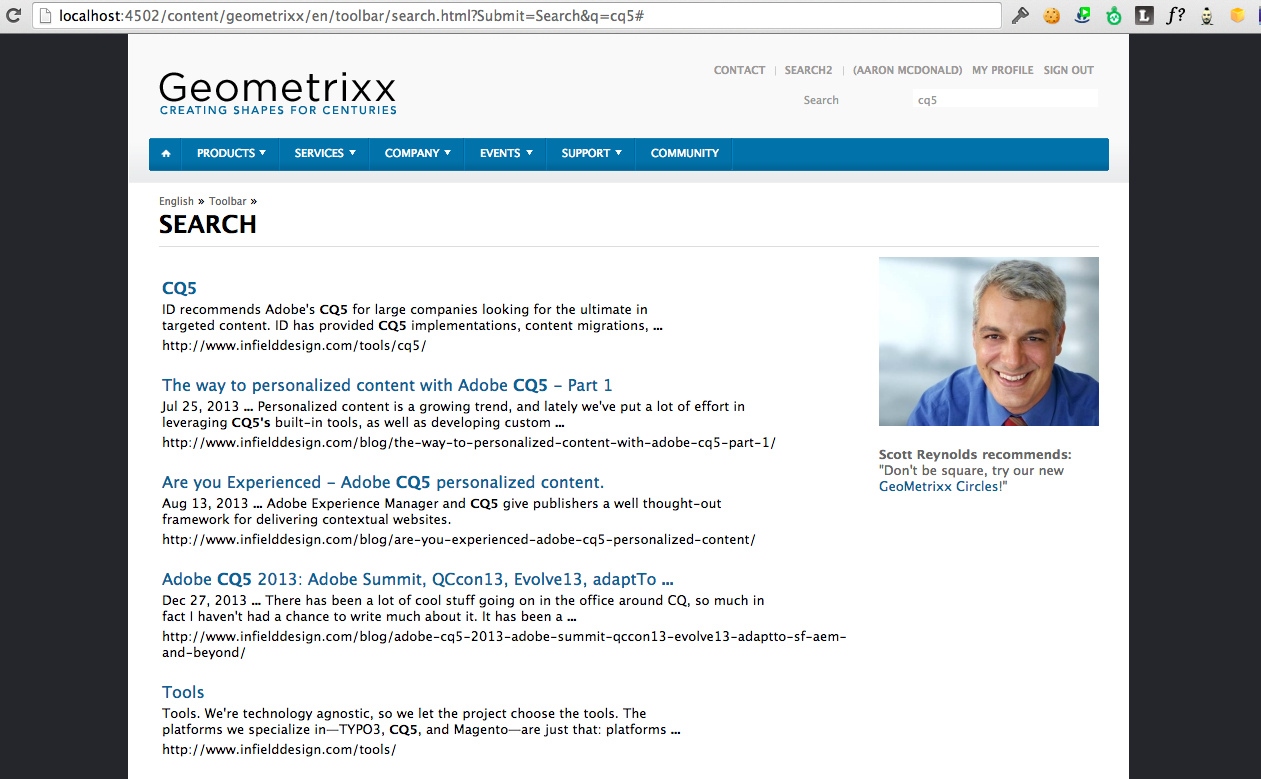 localhost:4502/content/geometrixx/en/toolbar/search.html?Submit=Search&q=cq5#
L f?
Geometrixx
CREATING SHAPES FOR CENTURIES
CONTACT | SEARCH2 | (AARON MCDONALD) MY PROFILE SIGN OUT
Search cq5
PRODUCTS SERVICES COMPANY EVENTS SUPPORT COMMUNITY
English » Toolbar »
SEARCH
CQ5
ID recommends Adobe's CQ5 for large companies looking for the ultimate in
targeted content. ID has provided CQ5 implementations, content migrations, ...
http://www.infielddesign.com/tools/cq5/
The way to personalized content with Adobe CQ5 - Part 1
Jul 25, 2013 ... Personalized content is a growing trend, and lately we've put a lot of effort in
leveraging CQ5's built-in tools, as well as developing custom ...
http://www.infielddesign.com/blog/the-way-to-personalized-content-with-adobe-cq5-part-1/
Are you Experienced - Adobe CQ5 personalized content.
Aug 13, 2013 ... Adobe Experience Manager and CQ5 give publishers a well thought-out
framework for delivering contextual websites.
http://www.infielddesign.com/blog/are-you-experienced-adobe-cq5-personalized-content/
Adobe CQ5 2013: Adobe Summit, QCcon13, Evolve13, adaptTo ...
Dec 27, 2013 ... There has been a lot of cool stuff going on in the office around CQ, so much in
fact I haven't had a chance to write much about it. It has been a ...
http://www.infielddesign.com/blog/adobe-cq5-2013-adobe-summit-qccon13-evolve13-adaptto-sf-aem-
and-beyond/
Tools
Tools. We're technology agnostic, so we let the project choose the tools. The
platforms we specialize in—TYPO3, CQ5, and Magento—are just that: platforms ...
http://www.infielddesign.com/tools/
Scott Reynolds recommends:
"Don't be square, try our new
GeoMetrixx Circles!"